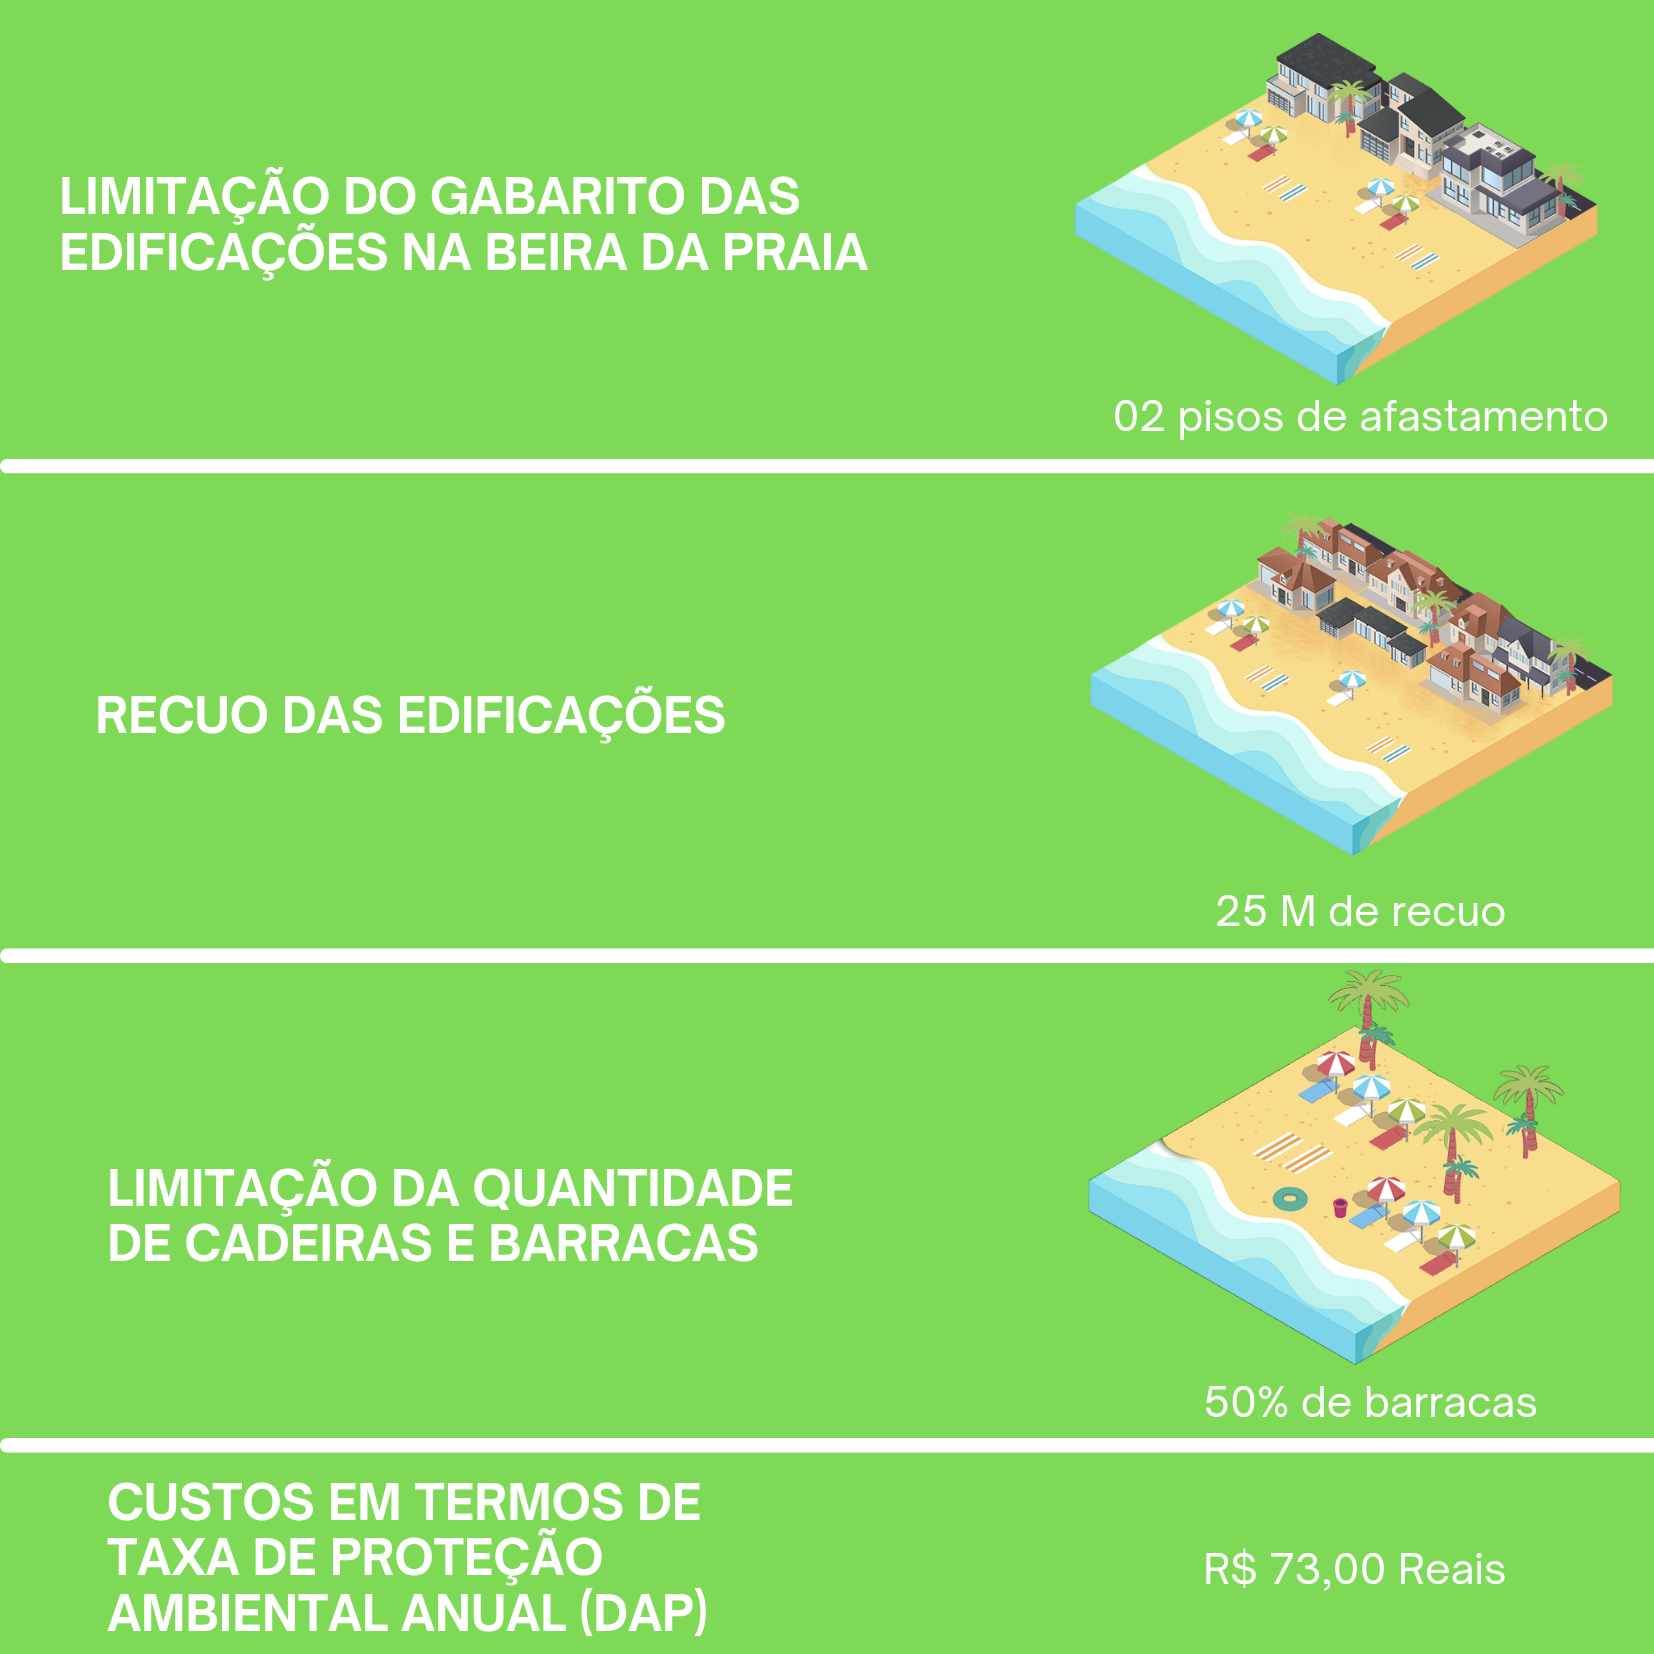 LIMITAÇÃO DO GABARITO DAS
EDIFICAÇÕES NA BEIRA DA PRAIA
02 pisos de afastamento
RECUO DAS EDIFICAÇÕES
25 M de recuo
LIMITAÇÃO DA QUANTIDADE
DE CADEIRAS E BARRACAS
50% de barracas
CUSTOS EM TERMOS DE
TAXA DE PROTEÇÃO
AMBIENTAL ANUAL (DAP)
R$ 73,00 Reais